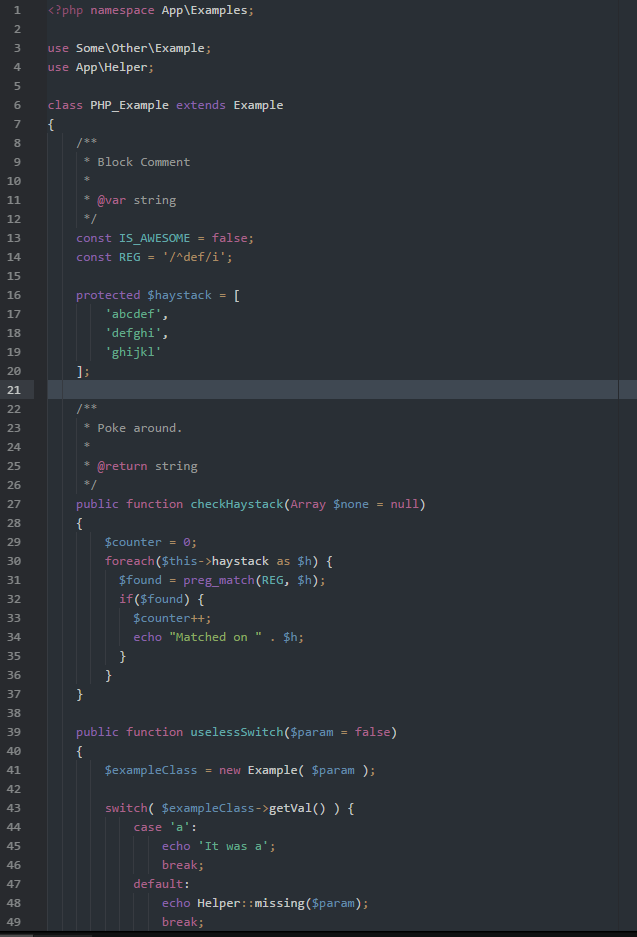 1 <?php namespace App\Examples;
2
3 use Some\Other\Example;
4 use App\Helper;
5
6 class PHP_Example extends Example
7 {
8     /**
9      * Block Comment
10      *
11      * @var string
12      */
13     const IS_AWESOME = false;
14     const REG = '/^def/i';
15
16     protected $haystack = [
17         'abcdef',
18         'defghi',
19         'ghijkl'
20     ];
21
22     /**
23      * Poke around.
24      *
25      * @return string
26      */
27     public function checkHaystack(Array $none = null)
28     {
29         $counter = 0;
30         foreach($this->haystack as $h) {
31           $found = preg_match(REG, $h);
32           if($found) {
33             $counter++;
34             echo "Matched on " . $h;
35           }
36         }
37     }
38
39     public function uselessSwitch($param = false)
40     {
41         $exampleClass = new Example( $param );
42
43         switch( $exampleClass->getVal() ) {
44             case 'a':
45                 echo 'It was a';
46                 break;
47             default:
48                 echo Helper::missing($param);
49                 break;